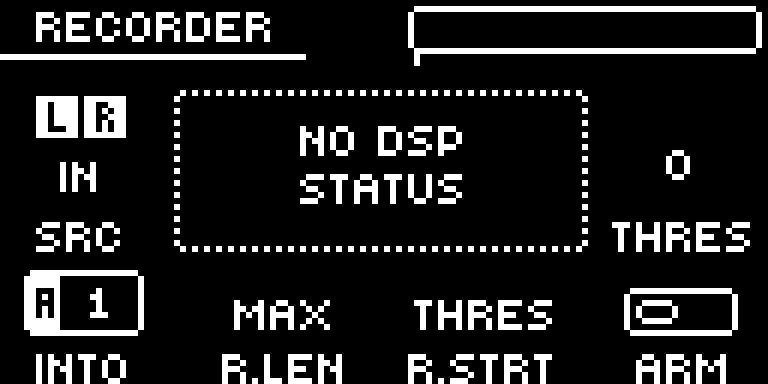 RECORDER
L R
NO DSP
STATUS
IN
0
SRC
THRES
A 1
MAX
THRES
INTO
R.LEN
R.STRT
ARM